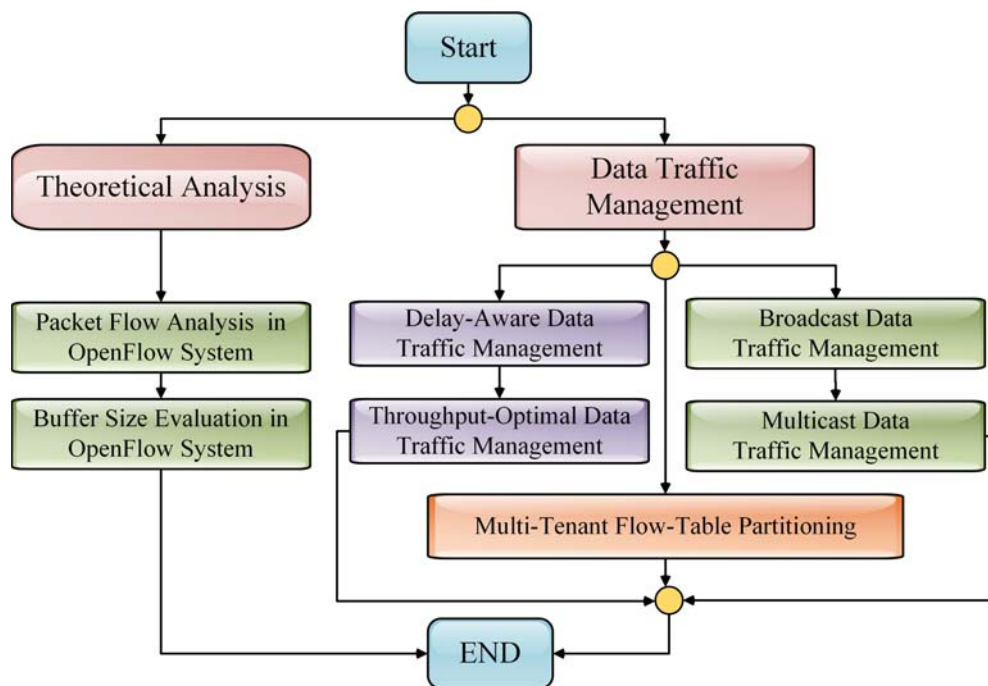 Start
Theoretical Analysis
Data Traffic
Management
Packet Flow Analysis in
OpenFlow System
Buffer Size Evaluation in
OpenFlow System
Delay-Aware Data
Traffic Management
Throughput-Optimal Data
Traffic Management
Broadcast Data
Traffic Management
Multicast Data
Traffic Management
Multi-Tenant Flow-Table Partitioning
END